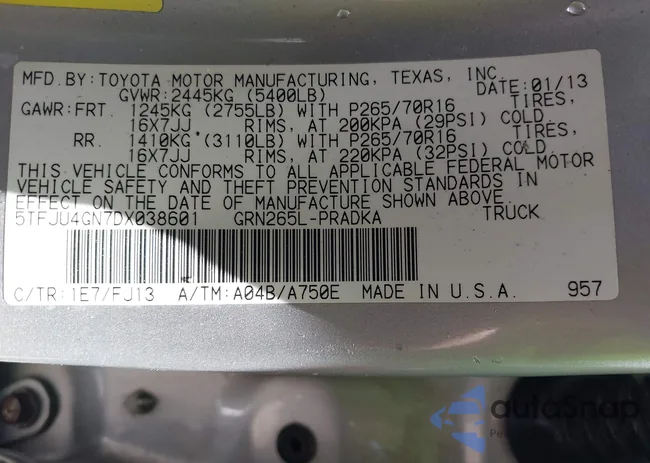 MFD.BY:TOYOTA MOTOR MANUFACTURING, TEXAS, INC.
GVWR:2445KG (5400LB) DATE:01/13
GAWR:FRT. 1245KG (2755LB) WITH P265/70R16 TIRES,
16X7JJ RIMS, AT 200KPA (29PSI) COLD.
RR. 1410KG (3110LB) WITH P265/70R16 TIRES,
16X7JJ RIMS, AT 220KPA (32PSI) COLD.
THIS VEHICLE CONFORMS TO ALL APPLICABLE FEDERAL MOTOR
VEHICLE SAFETY AND THEFT PREVENTION STANDARDS IN
EFFECT ON THE DATE OF MANUFACTURE SHOWN ABOVE.
5TFJU4GN7DX038601 GRN265L-PRADKA TRUCK
C/TR:1E7/FJ13 A/TM:A04B/A750E MADE IN U.S.A. 957
autoSnap